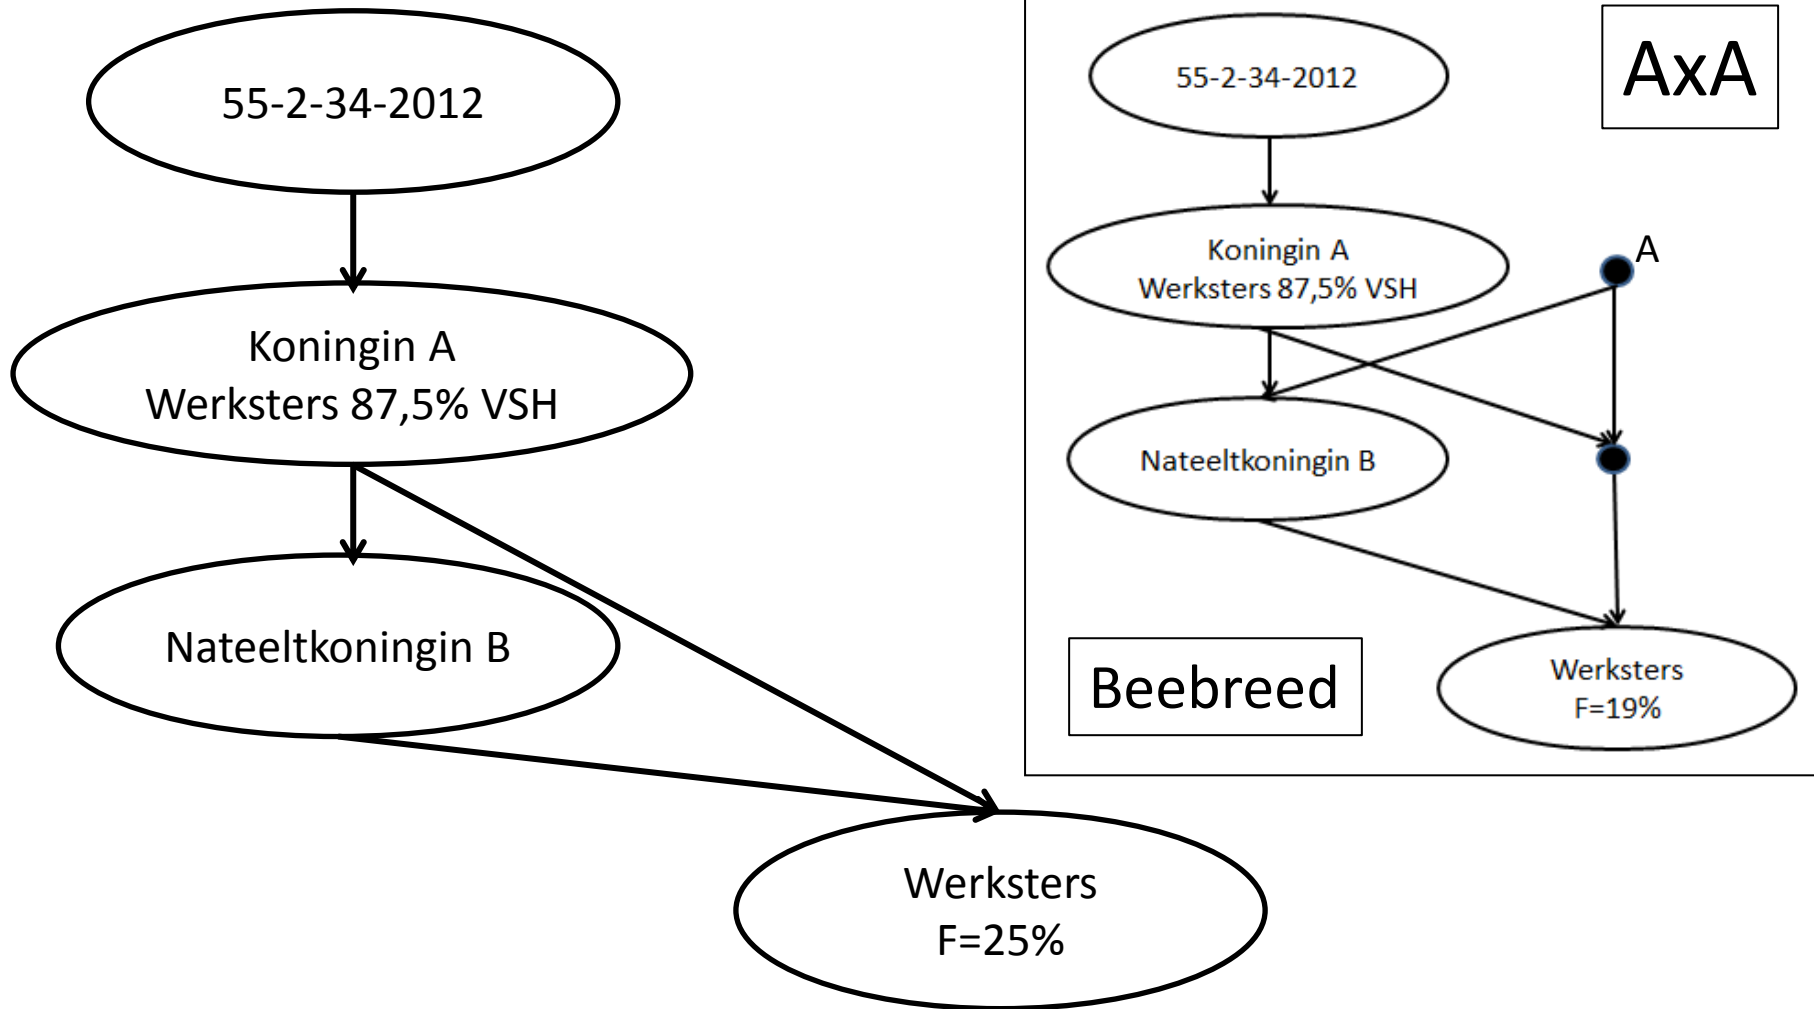 55-2-34-2012
Koningin A
Werksters 87,5% VSH
Nateeltkoningin B
Werksters
F=25%
AxA
55-2-34-2012
Koningin A
Werksters 87,5% VSH
A
Nateeltkoningin B
Beebreed
Werksters
F=19%